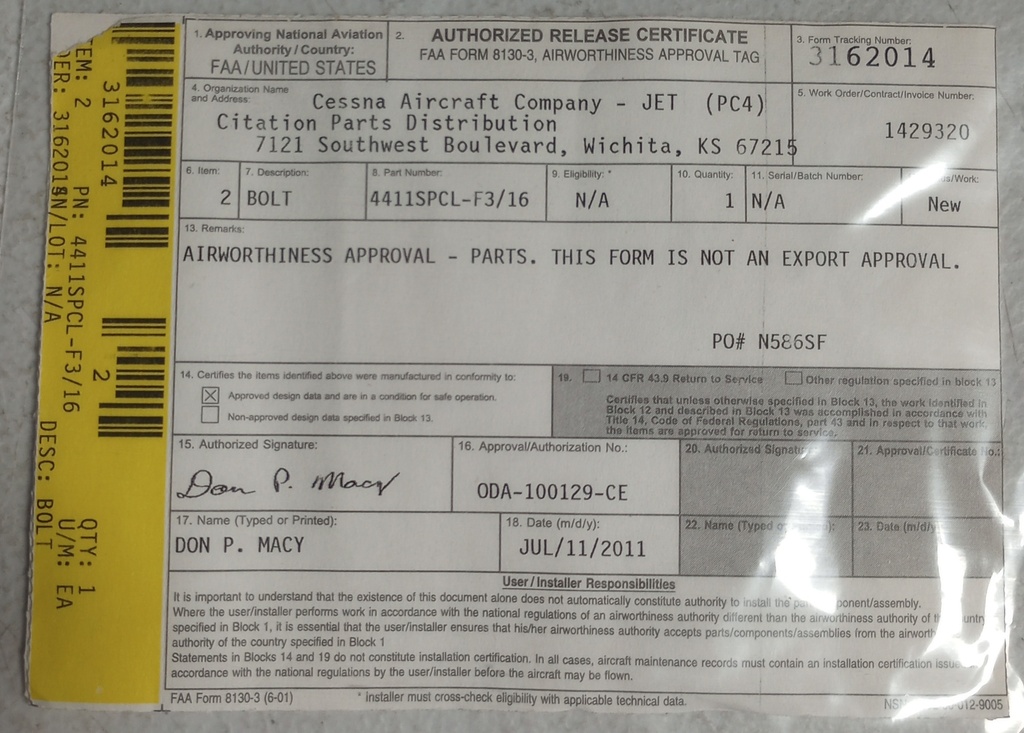 1. Approving National Aviation Authority/Country:
FAA/UNITED STATES
2.
AUTHORIZED RELEASE CERTIFICATE
FAA FORM 8130-3, AIRWORTHINESS APPROVAL TAG
3. Form Tracking Number:
3162014
4. Organization Name
and Address:
Cessna Aircraft Company - JET (PC4)
Citation Parts Distribution
7121 Southwest Boulevard, Wichita, KS 67215
5. Work Order/Contract/Invoice Number:
1429320
6. Item:
2
7. Description:
BOLT
8. Part Number:
4411SPCL-F3/16
9. Eligibility: *
N/A
10. Quantity:
1
11. Serial/Batch Number:
N/A
/Work:
New
13. Remarks:
AIRWORTHINESS APPROVAL - PARTS. THIS FORM IS NOT AN EXPORT APPROVAL.
PO# N586SF
14. Certifies the items identified above were manufactured in conformity to:
Approved design data and are in a condition for safe operation.
Non-approved design data specified in Block 13.
19. 14 CFR 43.9 Return to Service Other regulation specified in block 13
Certifies that unless otherwise specified in Block 13, the work identified in
Block 12 and described in Block 13 was accomplished in accordance with
Title 14, Code of Federal Regulations, part 43 and in respect to that work,
the items are approved for return to service.
15. Authorized Signature:
Don P. Macy
16. Approval/Authorization No.:
ODA-100129-CE
20. Authorized Signature
21. Approval/Certificate No.:
17. Name (Typed or Printed):
DON P. MACY
18. Date (m/d/y):
JUL/11/2011
22. Name (Typed or
23. Date (m/d/y
User/Installer Responsibilities
It is important to understand that the existence of this document alone does not automatically constitute authority to install the
Where the user/installer performs work in accordance with the national regulations of an airworthiness authority different than the airworthiness authority of the country
specified in Block 1, it is essential that the user/installer ensures that his/her airworthiness authority accepts parts/components/assemblies from the
authority of the country specified in Block 1
Statements in Blocks 14 and 19 do not constitute installation certification. In all cases, aircraft maintenance records must contain an installation certification
accordance with the national regulations by the user/installer before the aircraft may be flown.
FAA Form 8130-3 (6-01)
* Installer must cross-check eligibility with applicable technical data.
3162014
2
PN: 4411SPCL-F3/16
QTY: 1
N/LOT: N/A
U/M: EA
DESC: BOLT